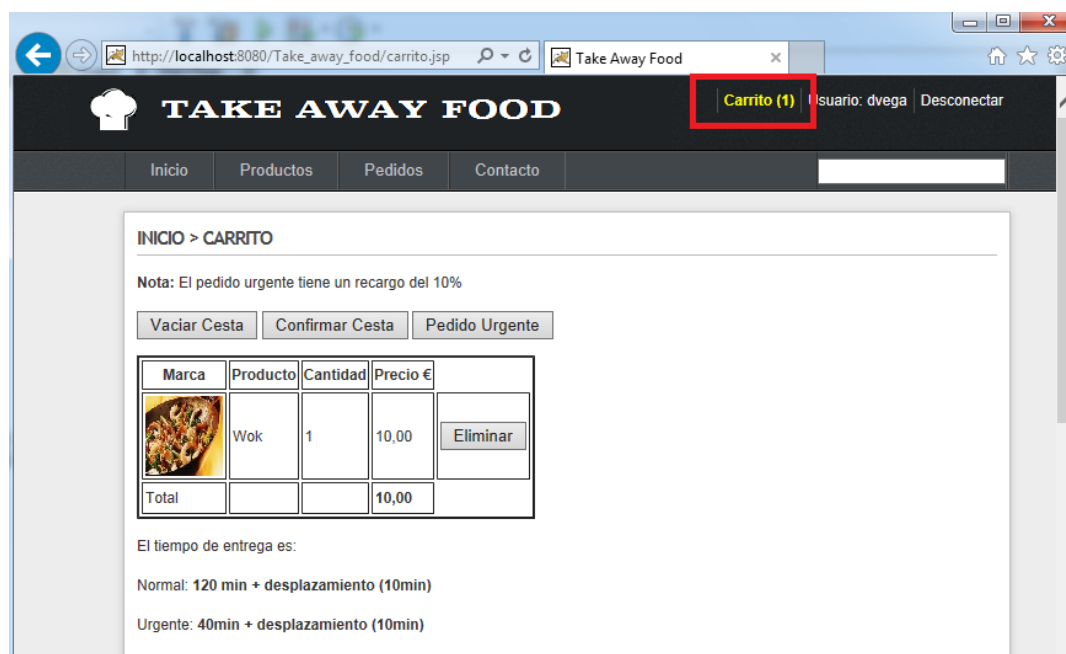 http://localhost:8080/Take_away_food/carrito.jsp
Take Away Food
TAKE AWAY FOOD
Carrito (1) Usuario: dvega Desconectar
Inicio Productos Pedidos Contacto
INICIO > CARRITO
Nota: El pedido urgente tiene un recargo del 10%
Vaciar Cesta Confirmar Cesta Pedido Urgente
Marca Producto Cantidad Precio €
Wok 1 10,00 Eliminar
Total 10,00
El tiempo de entrega es:
Normal: 120 min + desplazamiento (10min)
Urgente: 40min + desplazamiento (10min)